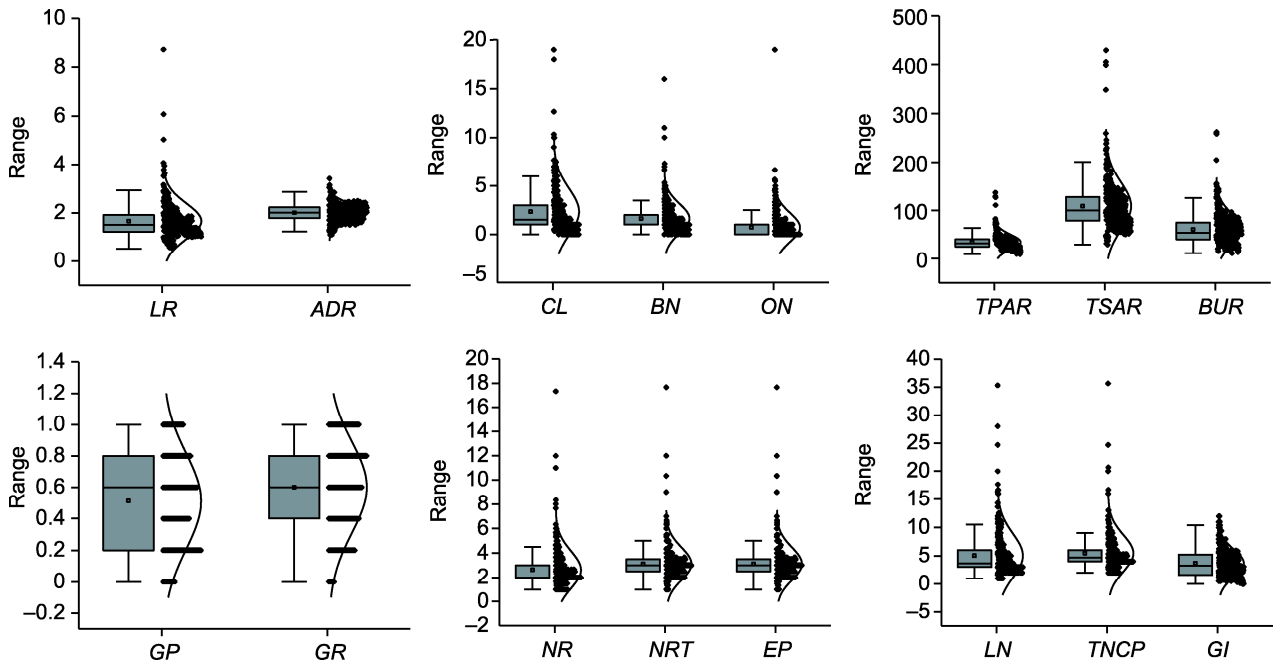 10
8
6
4
2
0
Range
LR
ADR
20
15
10
5
0
–5
Range
CL
BN
ON
500
400
300
200
100
0
Range
TPAR
TSAR
BUR
1.4
1.2
1.0
0.8
0.6
0.4
0.2
0
–0.2
Range
GP
GR
20
18
16
14
12
10
8
6
4
2
0
–2
Range
NR
NRT
EP
40
35
30
25
20
15
10
5
0
–5
Range
LN
TNCP
GI